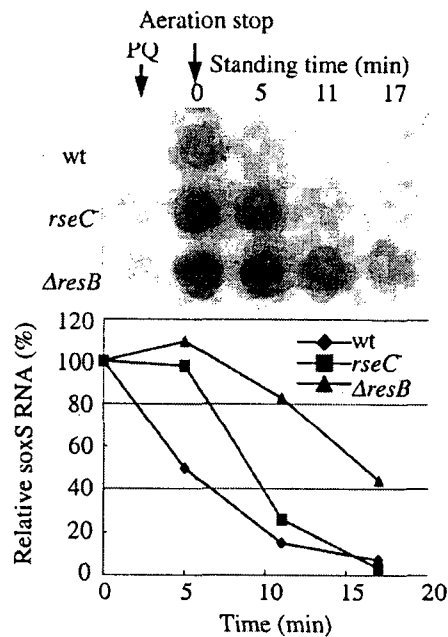 Aeration stop
PQ Standing time (min)
0 5 11 17
wt
rseC-
ΔresB
120
100
80
60
40
20
0
Relative soxS RNA (%)
wt
rseC-
ΔresB
0 5 10 15 20
Time (min)